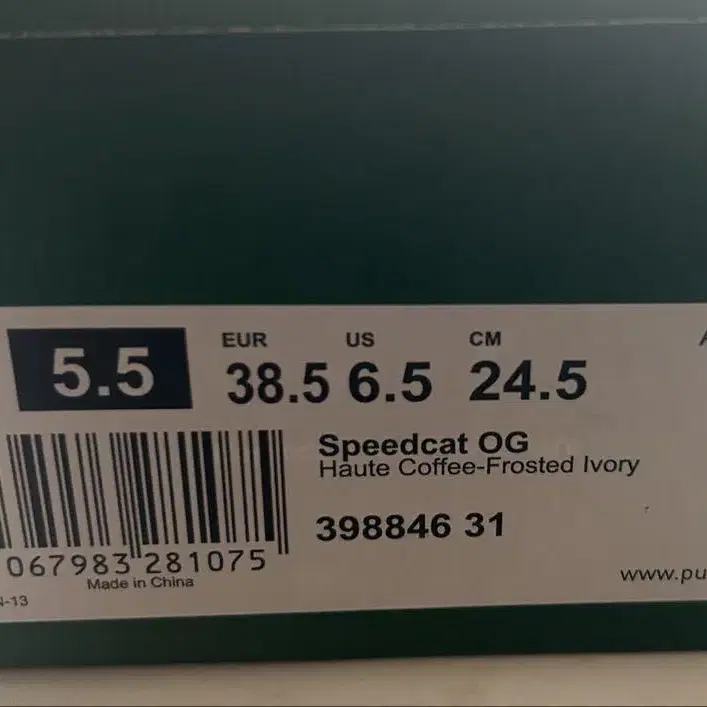 5.5
EUR US CM
38.5 6.5 24.5
Speedcat OG
Haute Coffee-Frosted Ivory
398846 31
067983 281075
Made in China
www.pu
-13